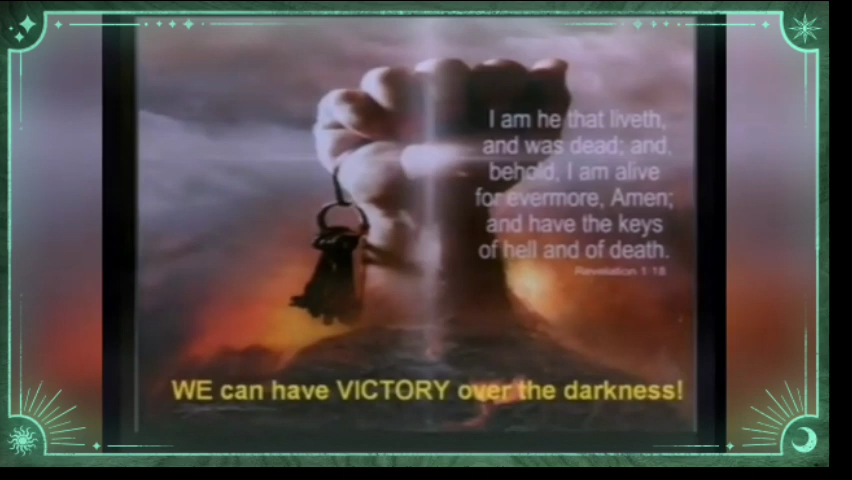 I am he that liveth,
and was dead; and,
behold, I am alive
for evermore, Amen;
and have the keys
of hell and of death.
Revelation 1:18
WE can have VICTORY over the darkness!